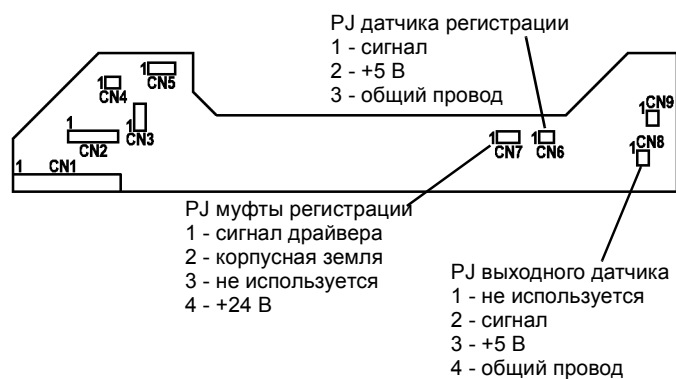 PJ датчика регистрации
1 - сигнал
2 - +5 В
3 - общий провод
1
CN5
1
CN4
1
CN3
1
CN2
1 CN1
1
CN7
1
CN6
1
CN9
CN8
1
PJ муфты регистрации
1 - сигнал драйвера
2 - корпусная земля
3 - не используется
4 - +24 В
PJ выходного датчика
1 - не используется
2 - сигнал
3 - +5 В
4 - общий провод